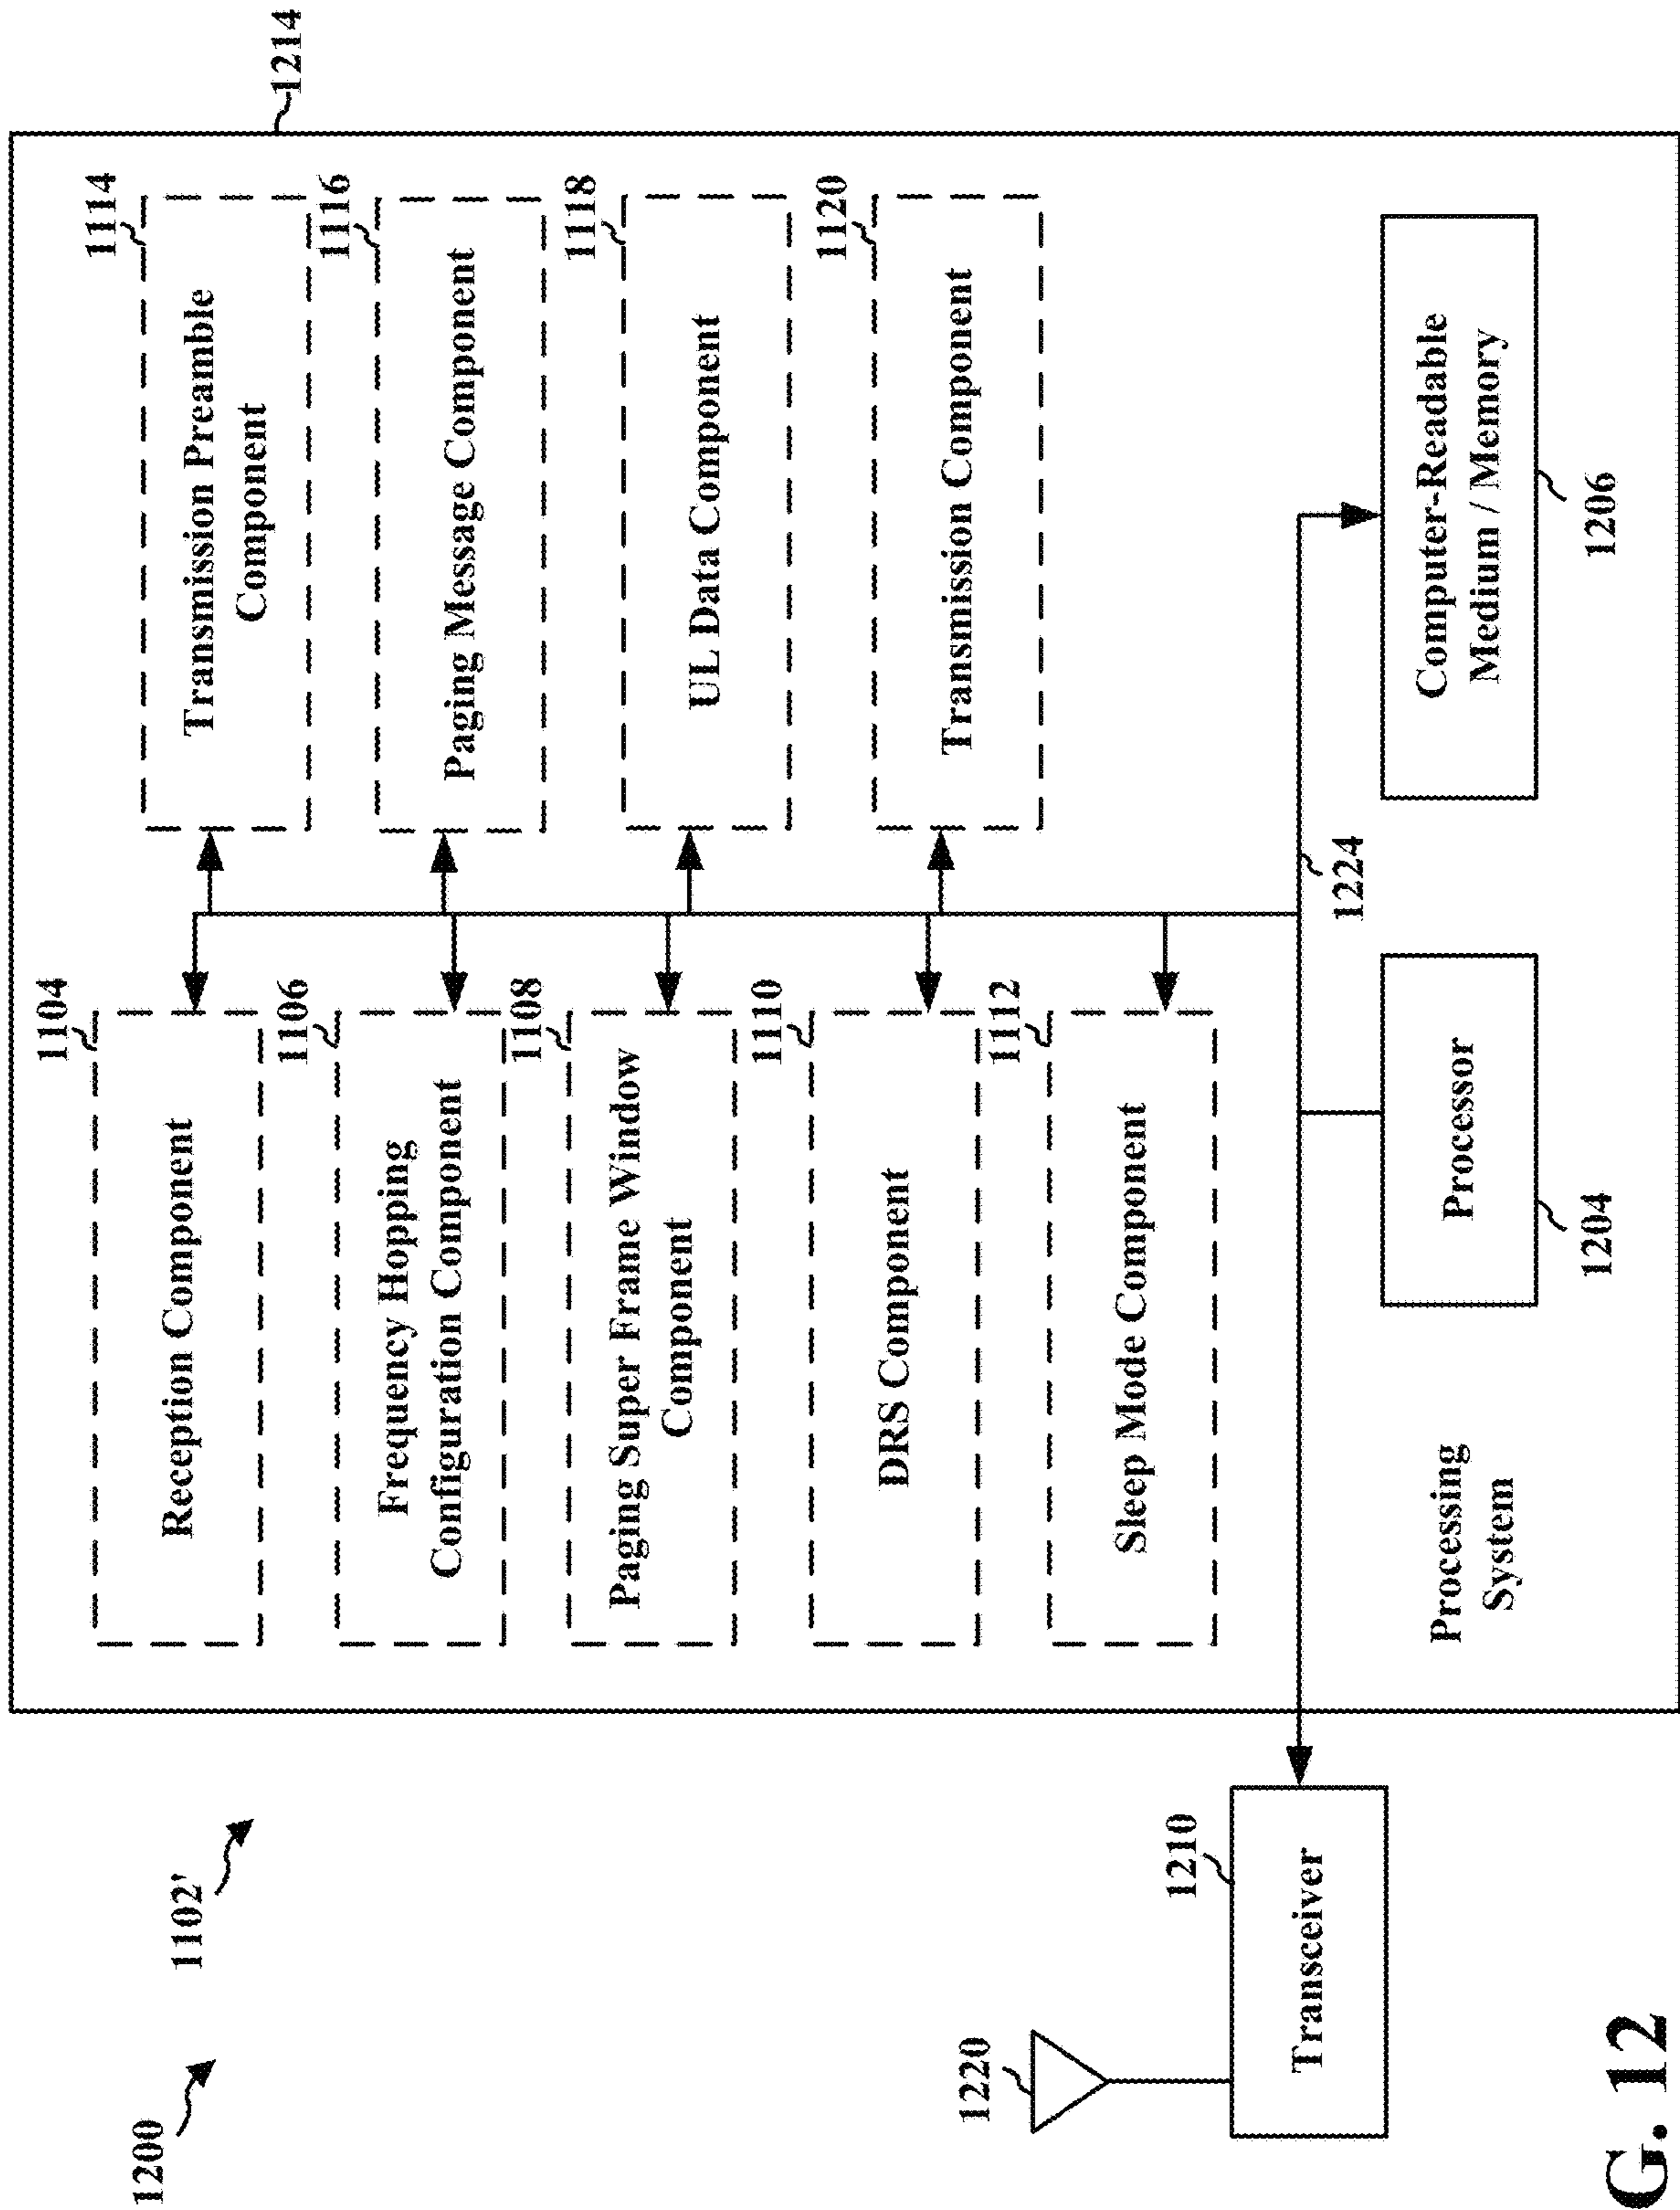 1200
1102'
1214
1104
Reception Component
1106
Frequency Hopping
Configuration Component
1108
Paging Super Frame Window
Component
1110
DRS Component
1112
Sleep Mode Component
1114
Transmission Preamble
Component
1116
Paging Message Component
1118
UL Data Component
1120
Transmission Component
1220
1210
Transceiver
1224
Processing
System
Processor
1204
Computer-Readable
Medium / Memory
1206
G. 12